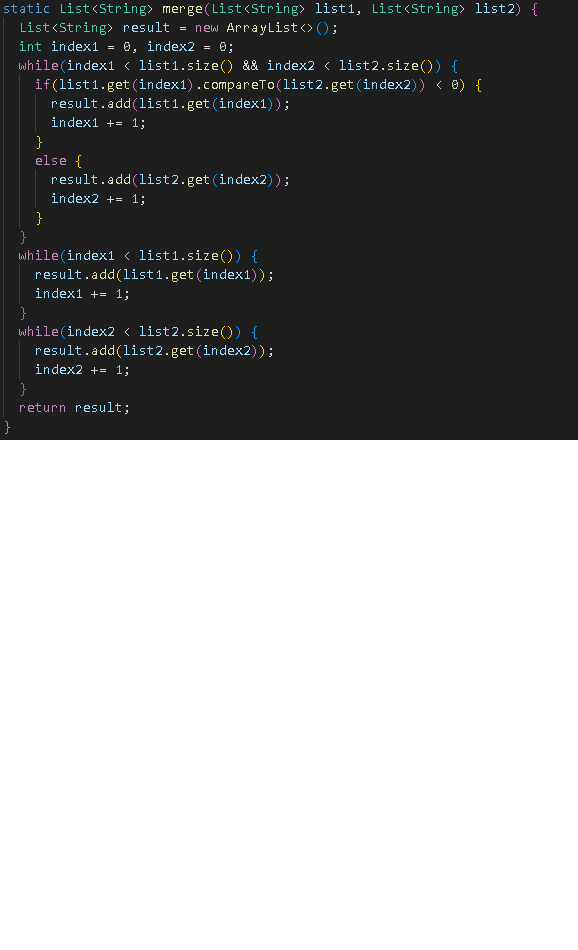 static List<String> merge(List<String> list1, List<String> list2) {
  List<String> result = new ArrayList<>();
  int index1 = 0, index2 = 0;
  while(index1 < list1.size() && index2 < list2.size()) {
    if(list1.get(index1).compareTo(list2.get(index2)) < 0) {
      result.add(list1.get(index1));
      index1 += 1;
    }
    else {
      result.add(list2.get(index2));
      index2 += 1;
    }
  }
  while(index1 < list1.size()) {
    result.add(list1.get(index1));
    index1 += 1;
  }
  while(index2 < list2.size()) {
    result.add(list2.get(index2));
    index2 += 1;
  }
  return result;
}